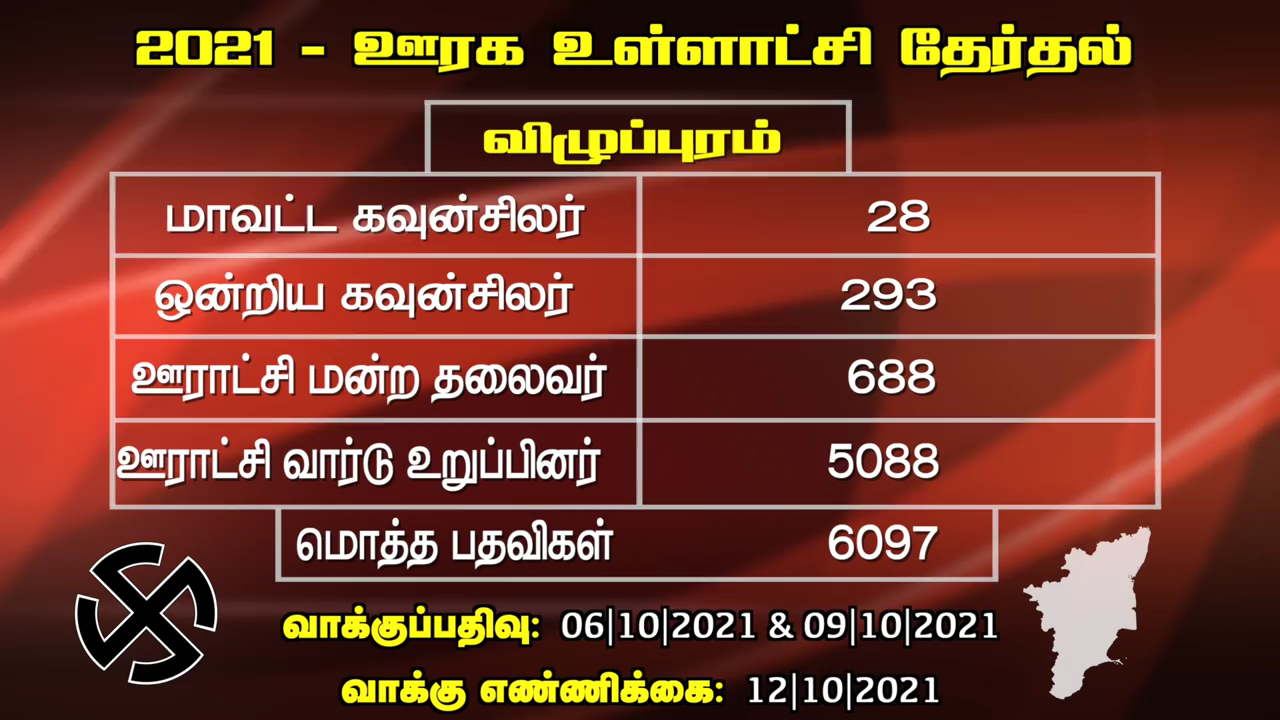 2021 - ஊரக உள்ளாட்சி தேர்தல்
விழுப்புரம்
மாவட்ட கவுன்சிலர் 28
ஒன்றிய கவுன்சிலர் 293
ஊராட்சி மன்ற தலைவர் 688
ஊராட்சி வார்டு உறுப்பினர் 5088
மொத்த பதவிகள் 6097
வாக்குப்பதிவு: 06|10|2021 & 09|10|2021
வாக்கு எண்ணிக்கை: 12|10|2021